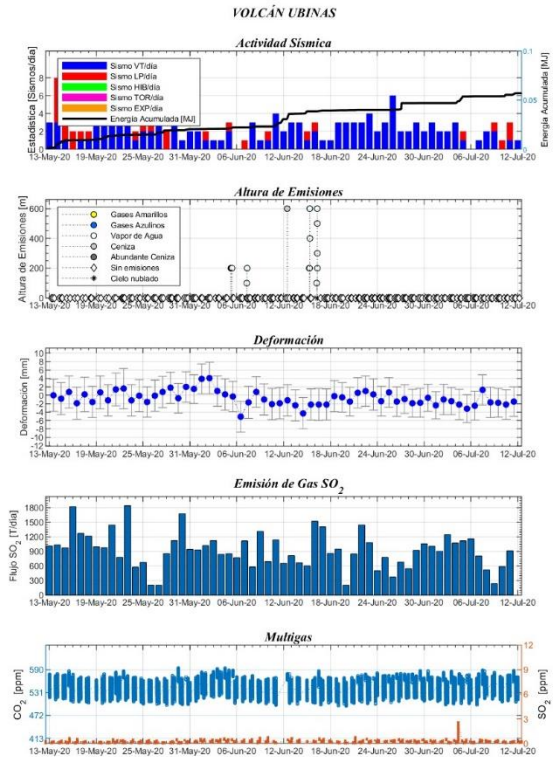 VOLCÁN UBINAS
Actividad Sísmica
Estadística [Sismos/día]
Energía Acumulada [MJ]
8
6
4
2
0
0.1
0.05
0
Sismo VT/día
Sismo LP/día
Sismo HIB/día
Sismo TOR/día
Sismo EXP/día
Energía Acumulada [MJ]
13-May-20 19-May-20 25-May-20 31-May-20 06-Jun-20 12-Jun-20 18-Jun-20 24-Jun-20 30-Jun-20 06-Jul-20 12-Jul-20
Altura de Emisiones
Altura de Emisiones [m]
600
400
200
0
Gases Amarillos
Gases Azulinos
Vapor de Agua
Ceniza
Abundante Ceniza
Sin emisiones
Cielo nublado
13-May-20 19-May-20 25-May-20 31-May-20 06-Jun-20 12-Jun-20 18-Jun-20 24-Jun-20 30-Jun-20 06-Jul-20 12-Jul-20
Deformación
Deformación [mm]
10
8
6
4
2
0
-2
-4
-6
-8
-10
-12
13-May-20 19-May-20 25-May-20 31-May-20 06-Jun-20 12-Jun-20 18-Jun-20 24-Jun-20 30-Jun-20 06-Jul-20 12-Jul-20
Emisión de Gas SO2
Flujo SO2 [T/día]
1800
1500
1200
900
600
300
0
13-May-20 19-May-20 25-May-20 31-May-20 06-Jun-20 12-Jun-20 18-Jun-20 24-Jun-20 30-Jun-20 06-Jul-20 12-Jul-20
Multigas
CO2 [ppm]
SO2 [ppm]
590
531
472
413
12
9
6
3
0
13-May-20 19-May-20 25-May-20 31-May-20 06-Jun-20 12-Jun-20 18-Jun-20 24-Jun-20 30-Jun-20 06-Jul-20 12-Jul-20